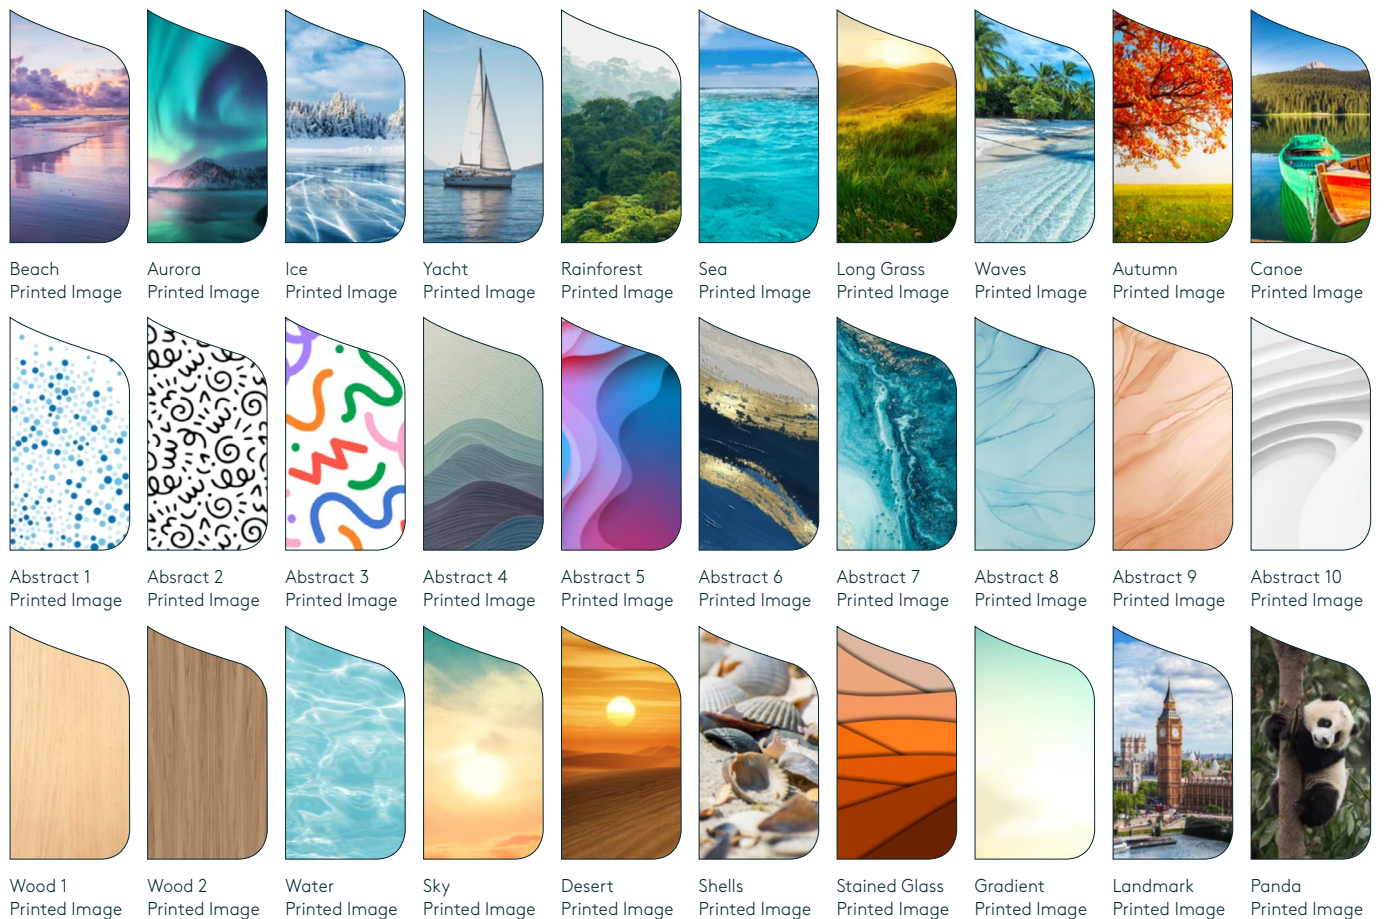 Beach
Printed Image
Aurora
Printed Image
Ice
Printed Image
Yacht
Printed Image
Rainforest
Printed Image
Sea
Printed Image
Long Grass
Printed Image
Waves
Printed Image
Autumn
Printed Image
Canoe
Printed Image
Abstract 1
Printed Image
Absract 2
Printed Image
Abstract 3
Printed Image
Abstract 4
Printed Image
Abstract 5
Printed Image
Abstract 6
Printed Image
Abstract 7
Printed Image
Abstract 8
Printed Image
Abstract 9
Printed Image
Abstract 10
Printed Image
Wood 1
Printed Image
Wood 2
Printed Image
Water
Printed Image
Sky
Printed Image
Desert
Printed Image
Shells
Printed Image
Stained Glass
Printed Image
Gradient
Printed Image
Landmark
Printed Image
Panda
Printed Image